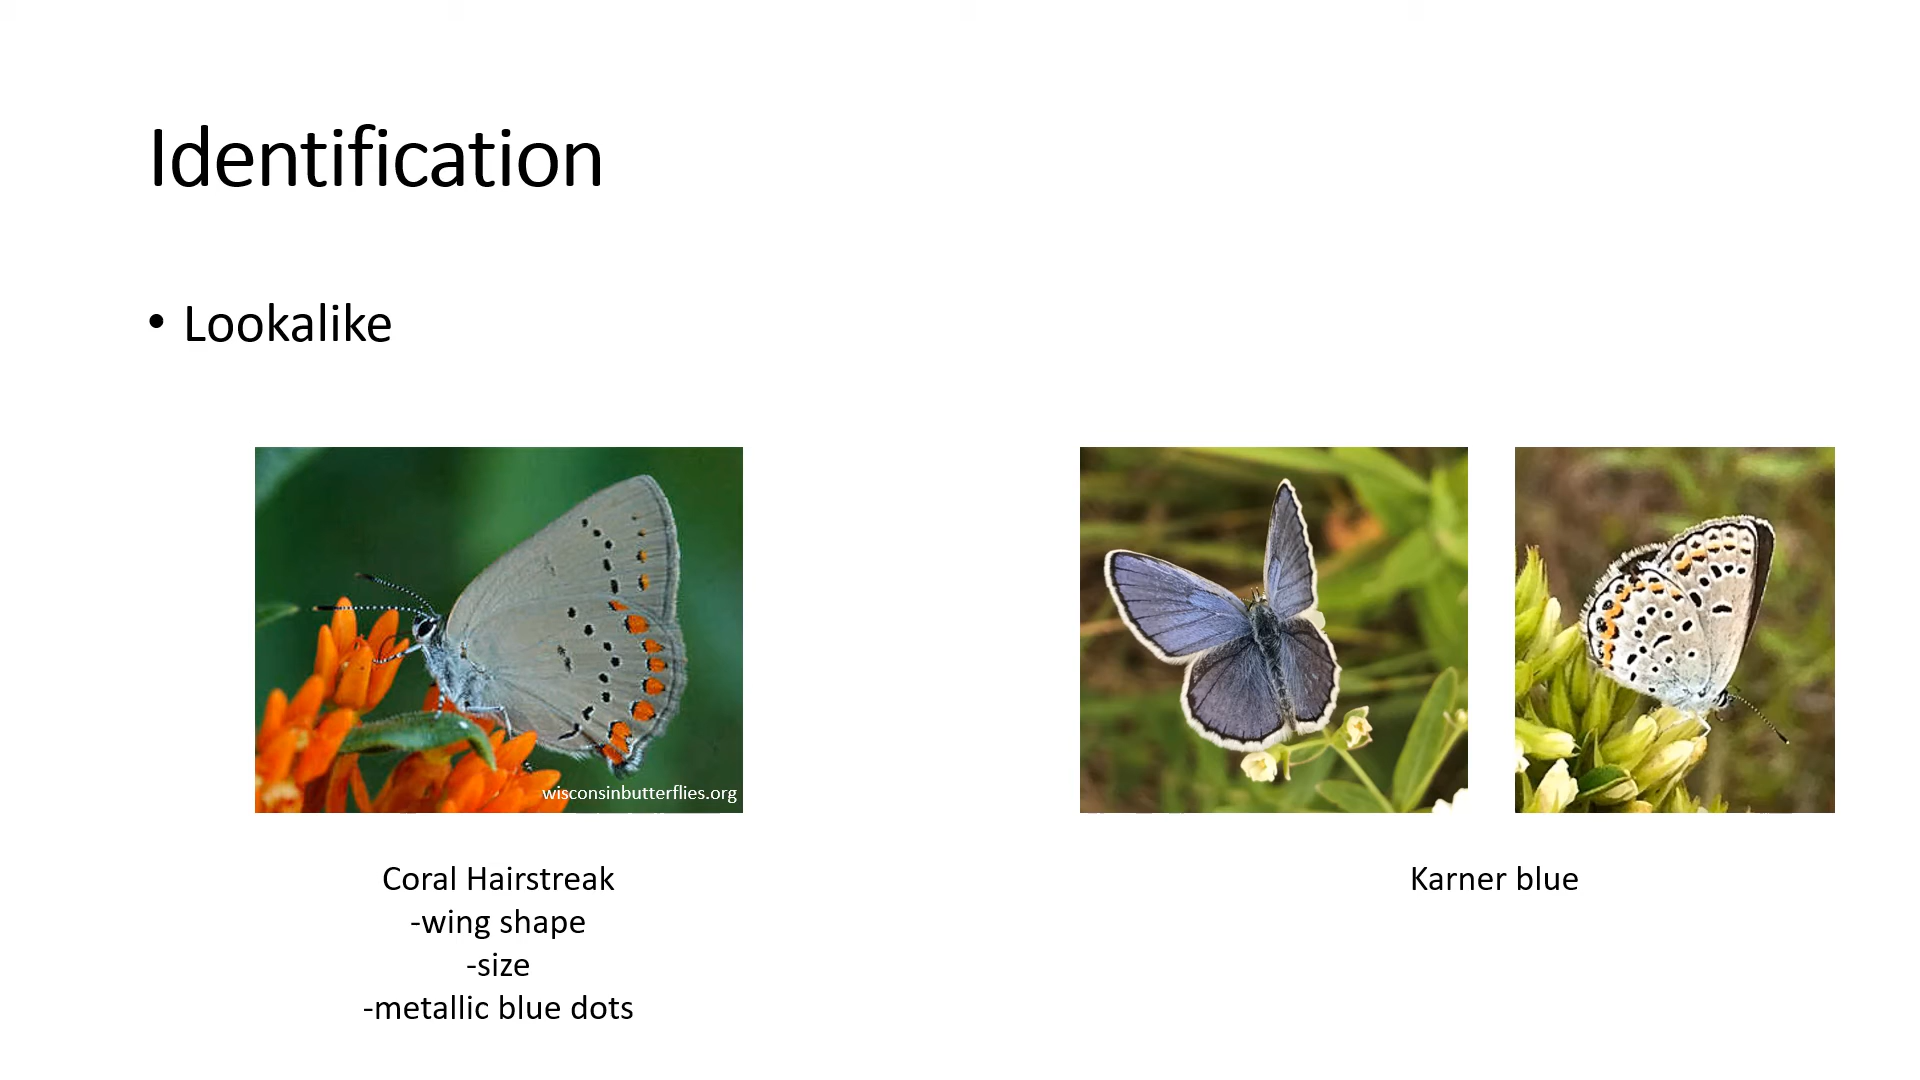 Identification
• Lookalike
wisconsinbutterflies.org
Coral Hairstreak
-wing shape
-size
-metallic blue dots
Karner blue